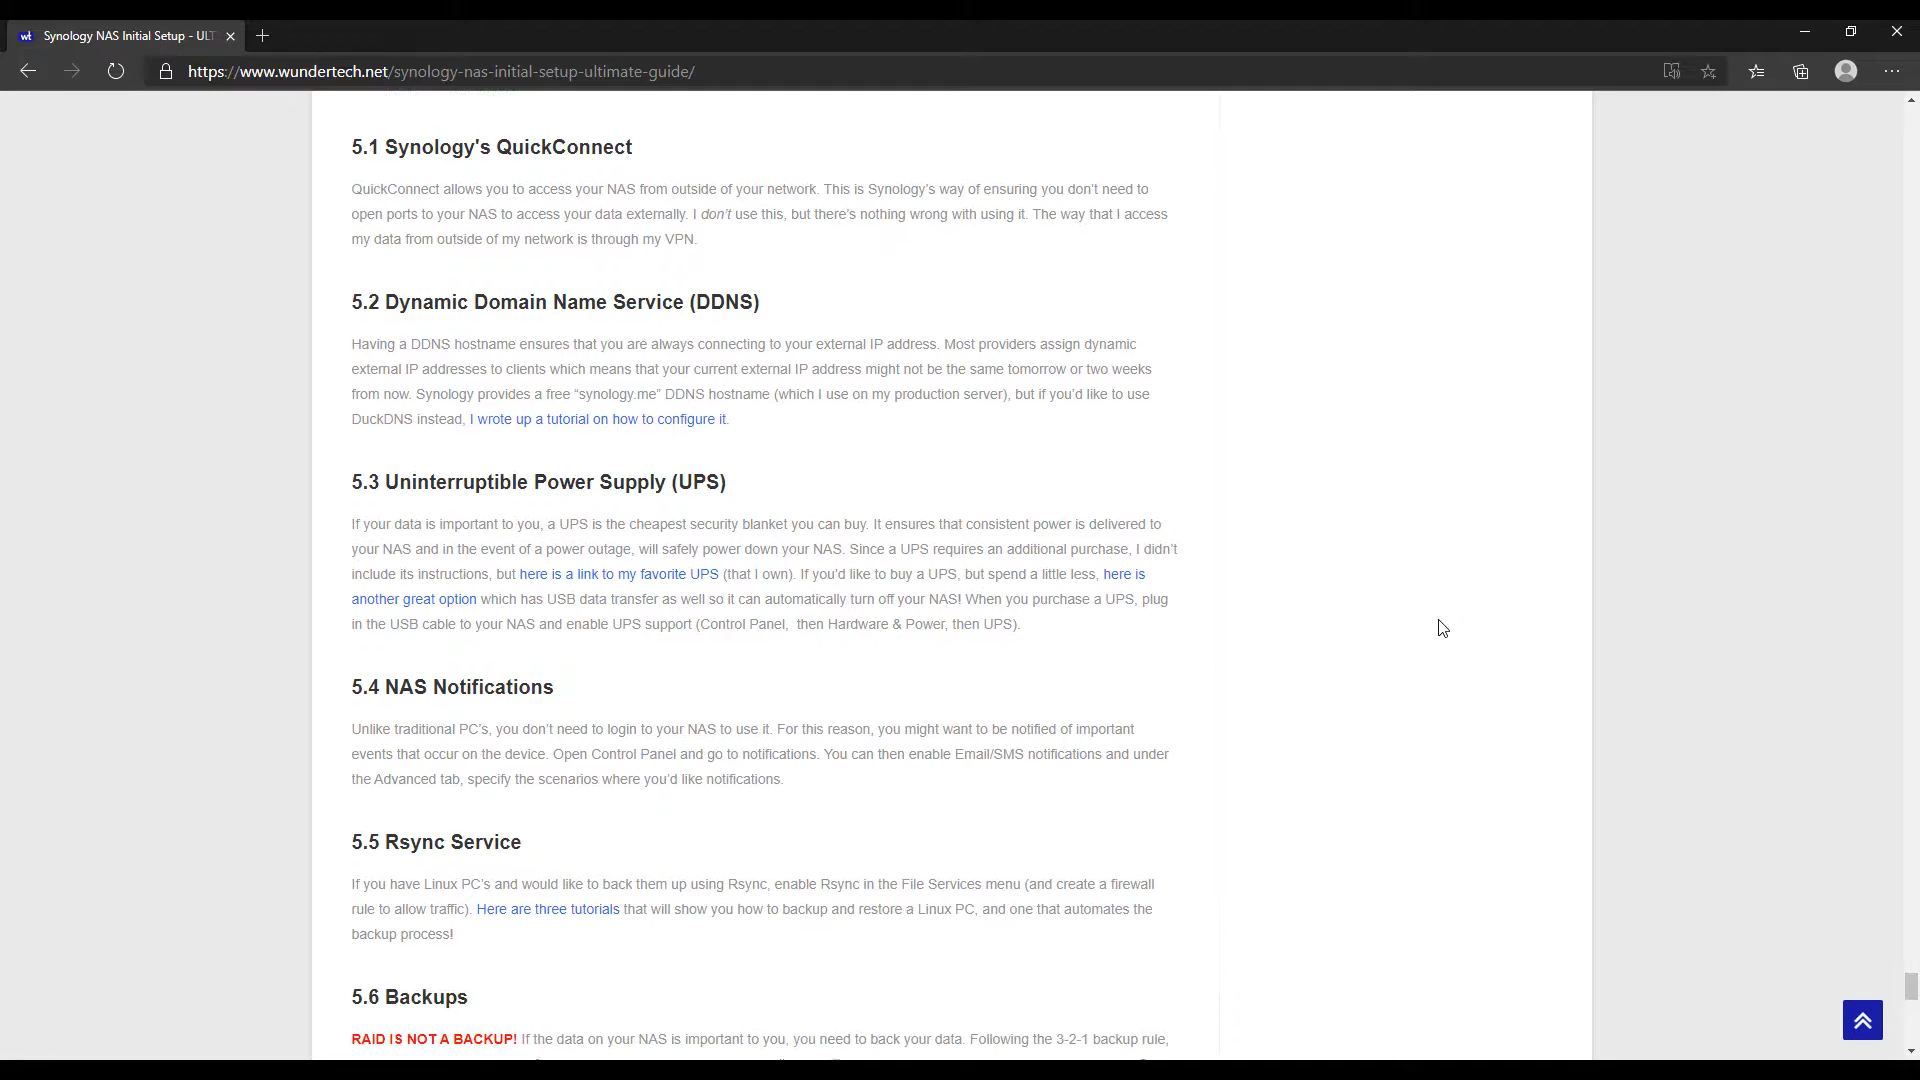 Synology NAS Initial Setup - ULT
https://www.wundertech.net/synology-nas-initial-setup-ultimate-guide/
5.1 Synology's QuickConnect
QuickConnect allows you to access your NAS from outside of your network. This is Synology’s way of ensuring you don’t need to
open ports to your NAS to access your data externally. I don’t use this, but there’s nothing wrong with using it. The way that I access
my data from outside of my network is through my VPN.
5.2 Dynamic Domain Name Service (DDNS)
Having a DDNS hostname ensures that you are always connecting to your external IP address. Most providers assign dynamic
external IP addresses to clients which means that your current external IP address might not be the same tomorrow or two weeks
from now. Synology provides a free “synology.me” DDNS hostname (which I use on my production server), but if you’d like to use
DuckDNS instead, I wrote up a tutorial on how to configure it.
5.3 Uninterruptible Power Supply (UPS)
If your data is important to you, a UPS is the cheapest security blanket you can buy. It ensures that consistent power is delivered to
your NAS and in the event of a power outage, will safely power down your NAS. Since a UPS requires an additional purchase, I didn’t
include its instructions, but here is a link to my favorite UPS (that I own). If you’d like to buy a UPS, but spend a little less, here is
another great option which has USB data transfer as well so it can automatically turn off your NAS! When you purchase a UPS, plug
in the USB cable to your NAS and enable UPS support (Control Panel, then Hardware & Power, then UPS).
5.4 NAS Notifications
Unlike traditional PC’s, you don’t need to login to your NAS to use it. For this reason, you might want to be notified of important
events that occur on the device. Open Control Panel and go to notifications. You can then enable Email/SMS notifications and under
the Advanced tab, specify the scenarios where you’d like notifications.
5.5 Rsync Service
If you have Linux PC’s and would like to back them up using Rsync, enable Rsync in the File Services menu (and create a firewall
rule to allow traffic). Here are three tutorials that will show you how to backup and restore a Linux PC, and one that automates the
backup process!
5.6 Backups
RAID IS NOT A BACKUP! If the data on your NAS is important to you, you need to back your data. Following the 3-2-1 backup rule,